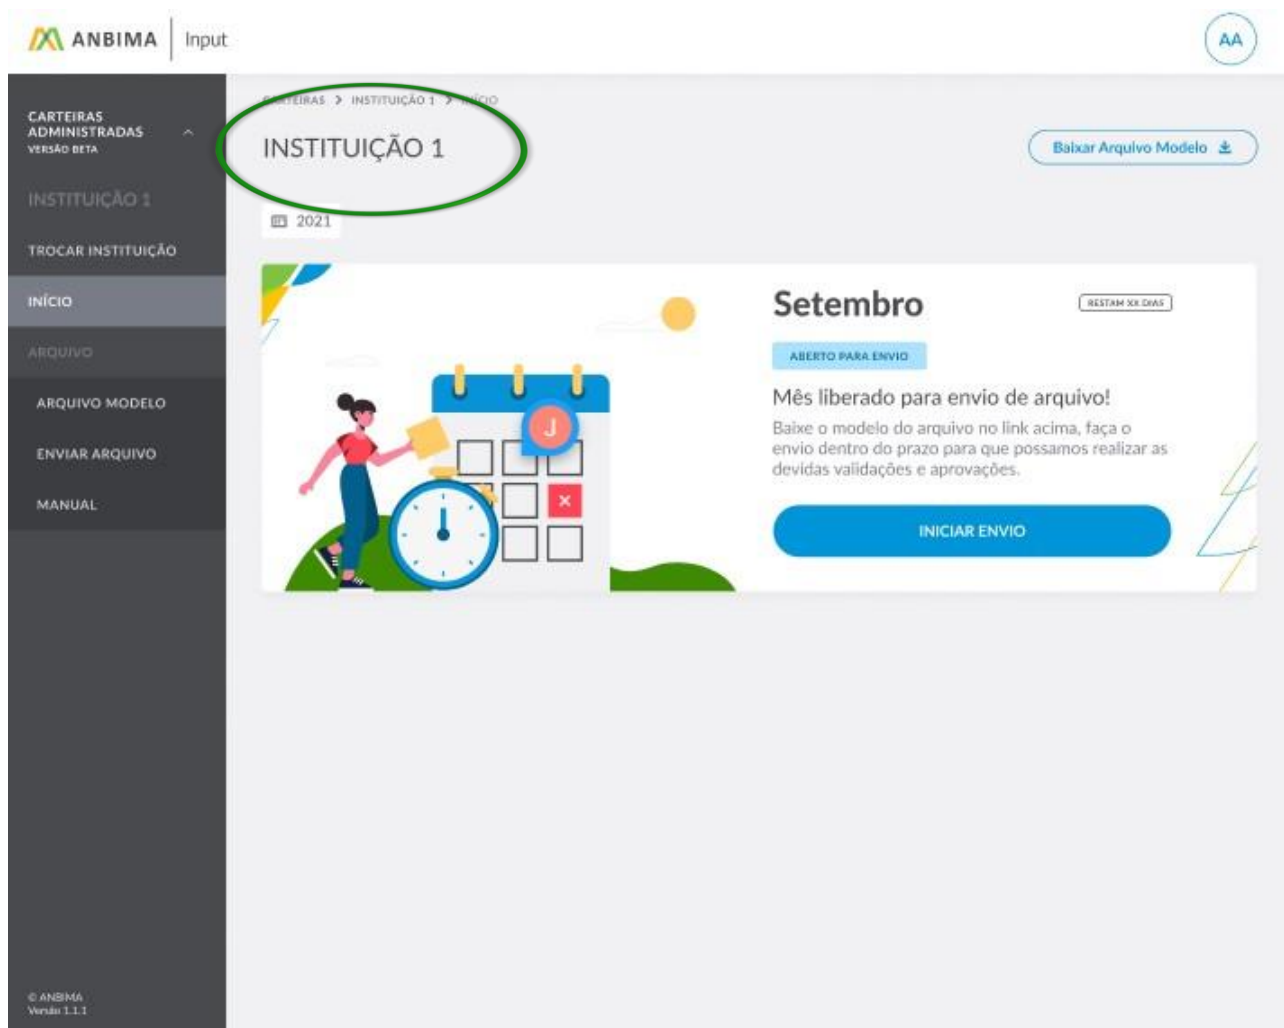 ANBIMA Input
AA
CARTEIRAS
ADMINISTRADAS
VERSÃO BETA
INSTITUIÇÃO 1
TROCAR INSTITUIÇÃO
INÍCIO
ARQUIVO
ARQUIVO MODELO
ENVIAR ARQUIVO
MANUAL
© ANBIMA
Versão 1.1.1
CARTEIRAS > INSTITUIÇÃO 1 > INÍCIO
INSTITUIÇÃO 1
Baixar Arquivo Modelo
2021
J
Setembro
RESTAM XX DIAS
ABERTO PARA ENVIO
Mês liberado para envio de arquivo!
Baixe o modelo do arquivo no link acima, faça o
envio dentro do prazo para que possamos realizar as
devidas validações e aprovações.
INICIAR ENVIO